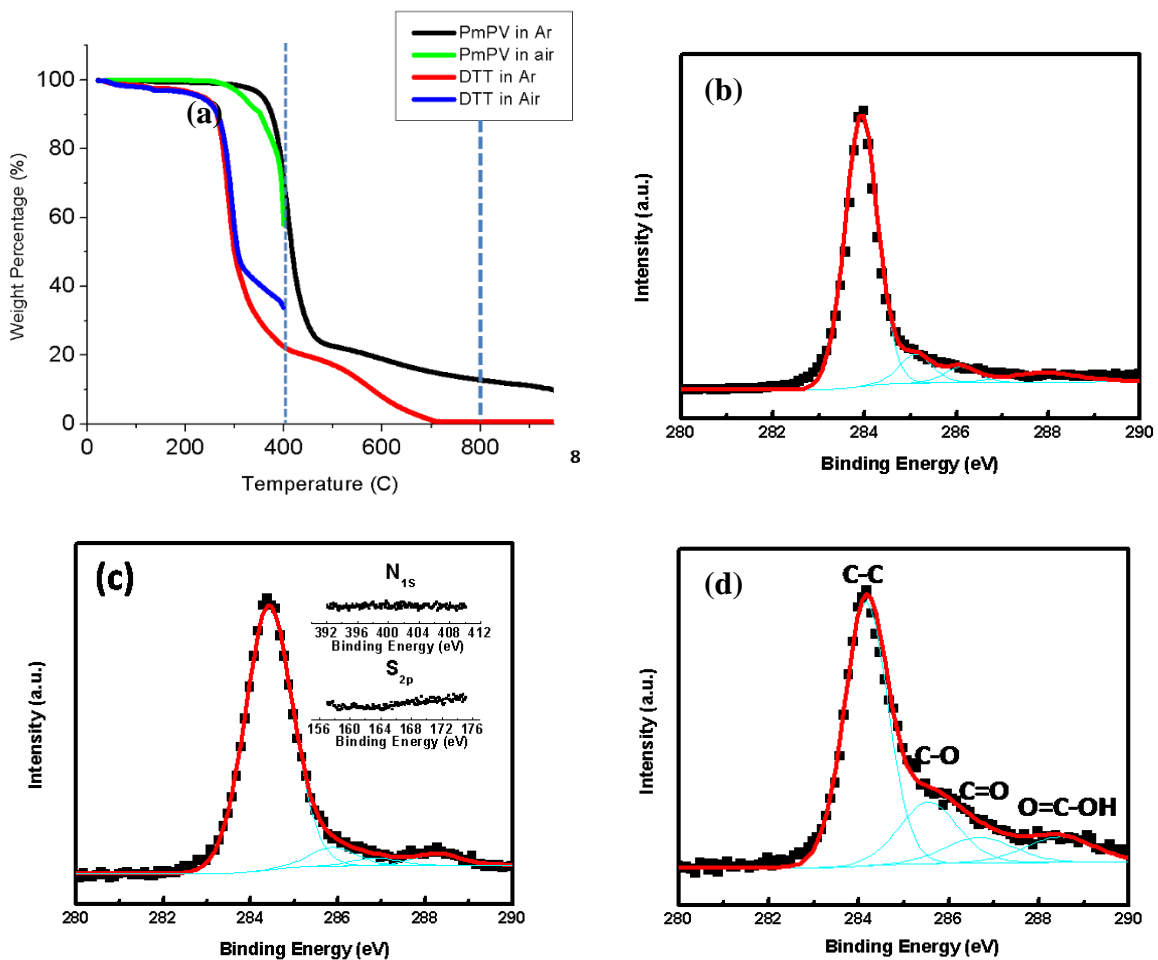 PmPV in Ar
PmPV in air
DTT in Ar
DTT in Air
(a)
100
80
60
40
20
0
Weight Percentage (%)
0 200 400 600 800
8
Temperature (C)
(b)
Intensity (a.u.)
280 282 284 286 288 290
Binding Energy (eV)
(c)
N1S
392 396 400 404 408 412
Binding Energy (eV)
S2p
156 160 164 168 172 176
Binding Energy (eV)
Intensity (a.u.)
280 282 284 286 288 290
Binding Energy (eV)
(d)
C-C
C-O
C=O
O=C-OH
Intensity (a.u.)
280 282 284 286 288 290
Binding Energy (eV)